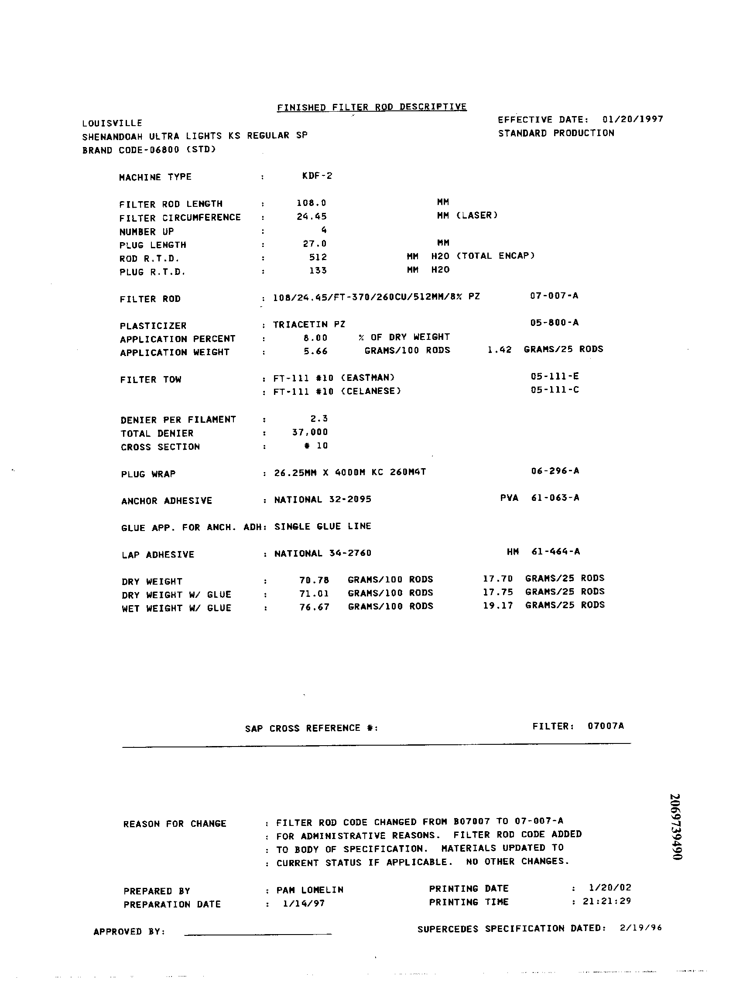 FINISHED FILTER ROD DESCRIPTIVE
LOUISVILLE EFFECTIVE DATE: 01/20/1997
SHENANDOAH ULTRA LIGHTS KS REGULAR SP STANDARD PRODUCTION
BRAND CODE-06800 (STD)
MACHINE TYPE : KDF-2
FILTER ROD LENGTH : 108.0 MM
FILTER CIRCUMFERENCE : 24.45 MM (LASER)
NUMBER UP : 4
PLUG LENGTH : 27.0 MM
ROD R.T.D. : 512 MM H2O (TOTAL ENCAP)
PLUG R.T.D. : 133 MM H2O
FILTER ROD : 108/24.45/FT-370/260CU/512MM/8% PZ 07-007-A
PLASTICIZER : TRIACETIN PZ 05-800-A
APPLICATION PERCENT : 8.00 % OF DRY WEIGHT
APPLICATION WEIGHT : 5.66 GRAMS/100 RODS 1.42 GRAMS/25 RODS
FILTER TOW : FT-111 #10 (EASTMAN) 05-111-E
: FT-111 #10 (CELANESE) 05-111-C
DENIER PER FILAMENT : 2.3
TOTAL DENIER : 37,000
CROSS SECTION : # 10
PLUG WRAP : 26.25MM X 4000M KC 260M4T 06-296-A
ANCHOR ADHESIVE : NATIONAL 32-2095 PVA 61-063-A
GLUE APP. FOR ANCH. ADH: SINGLE GLUE LINE
LAP ADHESIVE : NATIONAL 34-2760 HM 61-464-A
DRY WEIGHT : 70.78 GRAMS/100 RODS 17.70 GRAMS/25 RODS
DRY WEIGHT W/ GLUE : 71.01 GRAMS/100 RODS 17.75 GRAMS/25 RODS
WET WEIGHT W/ GLUE : 76.67 GRAMS/100 RODS 19.17 GRAMS/25 RODS
SAP CROSS REFERENCE #: FILTER: 07007A
REASON FOR CHANGE : FILTER ROD CODE CHANGED FROM B07007 TO 07-007-A
: FOR ADMINISTRATIVE REASONS. FILTER ROD CODE ADDED
: TO BODY OF SPECIFICATION. MATERIALS UPDATED TO
: CURRENT STATUS IF APPLICABLE. NO OTHER CHANGES.
2069739490
PREPARED BY : PAM LOMELIN PRINTING DATE : 1/20/02
PREPARATION DATE : 1/14/97 PRINTING TIME : 21:21:29
APPROVED BY: SUPERCEDES SPECIFICATION DATED: 2/19/96